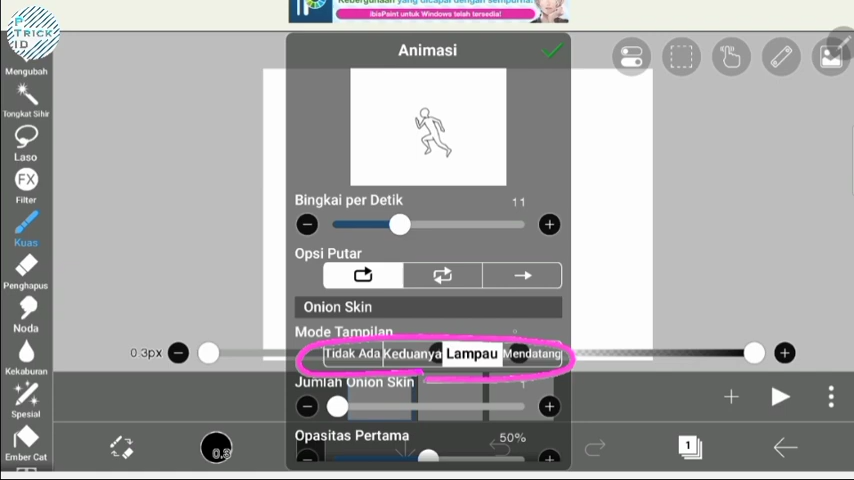 Kebergunaan yang dicapai dengan sempurna!
IbisPaint untuk Windows telah tersedia!
P
TRICK
ID
Animasi
Mengubah
Tongkat Sihir
Laso
FX
Filter
Kuas
Penghapus
Noda
Kekaburan
Spesial
Ember Cat
Bingkai per Detik
11
Opsi Putar
Onion Skin
Mode Tampilan
Tidak Ada
Keduanya
Lampau
Mendatang
0.3px
Jumlah Onion Skin
1
Opasitas Pertama
50%
0.3
1